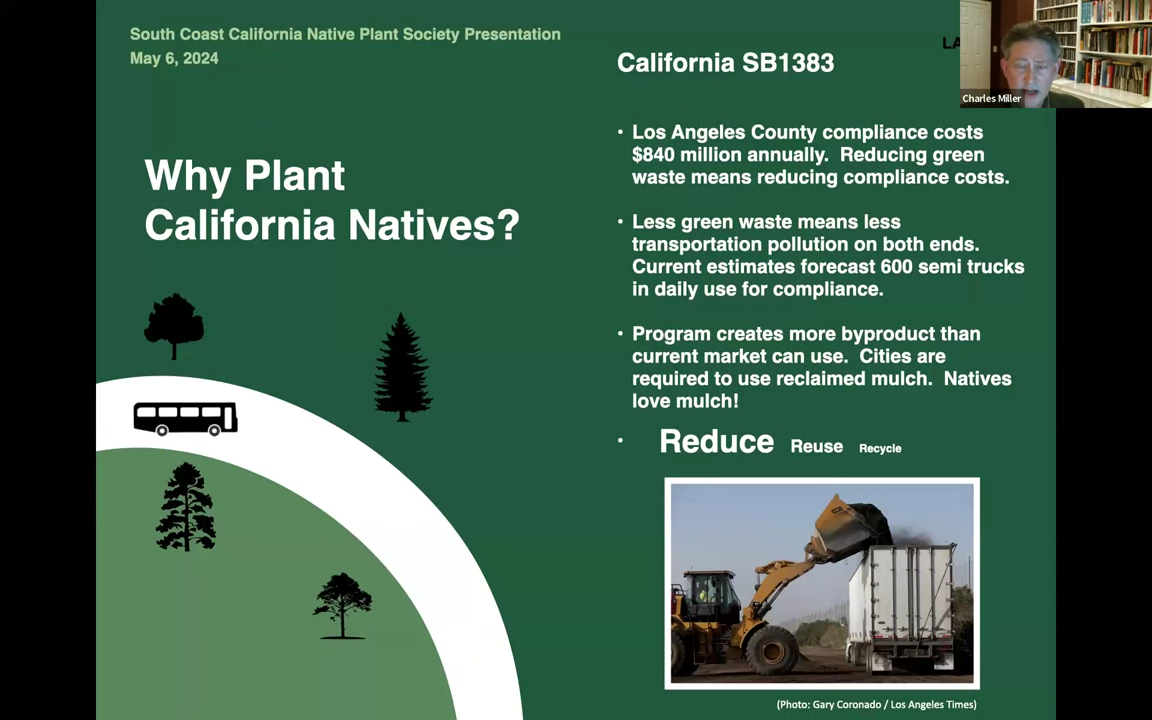 South Coast California Native Plant Society Presentation
May 6, 2024
Why Plant
California Natives?
California SB1383
LA
Charles Miller
• Los Angeles County compliance costs
$840 million annually.  Reducing green
waste means reducing compliance costs.
• Less green waste means less
transportation pollution on both ends.
Current estimates forecast 600 semi trucks
in daily use for compliance.
• Program creates more byproduct than
current market can use.  Cities are
required to use reclaimed mulch.  Natives
love mulch!
• Reduce Reuse Recycle
(Photo: Gary Coronado / Los Angeles Times)